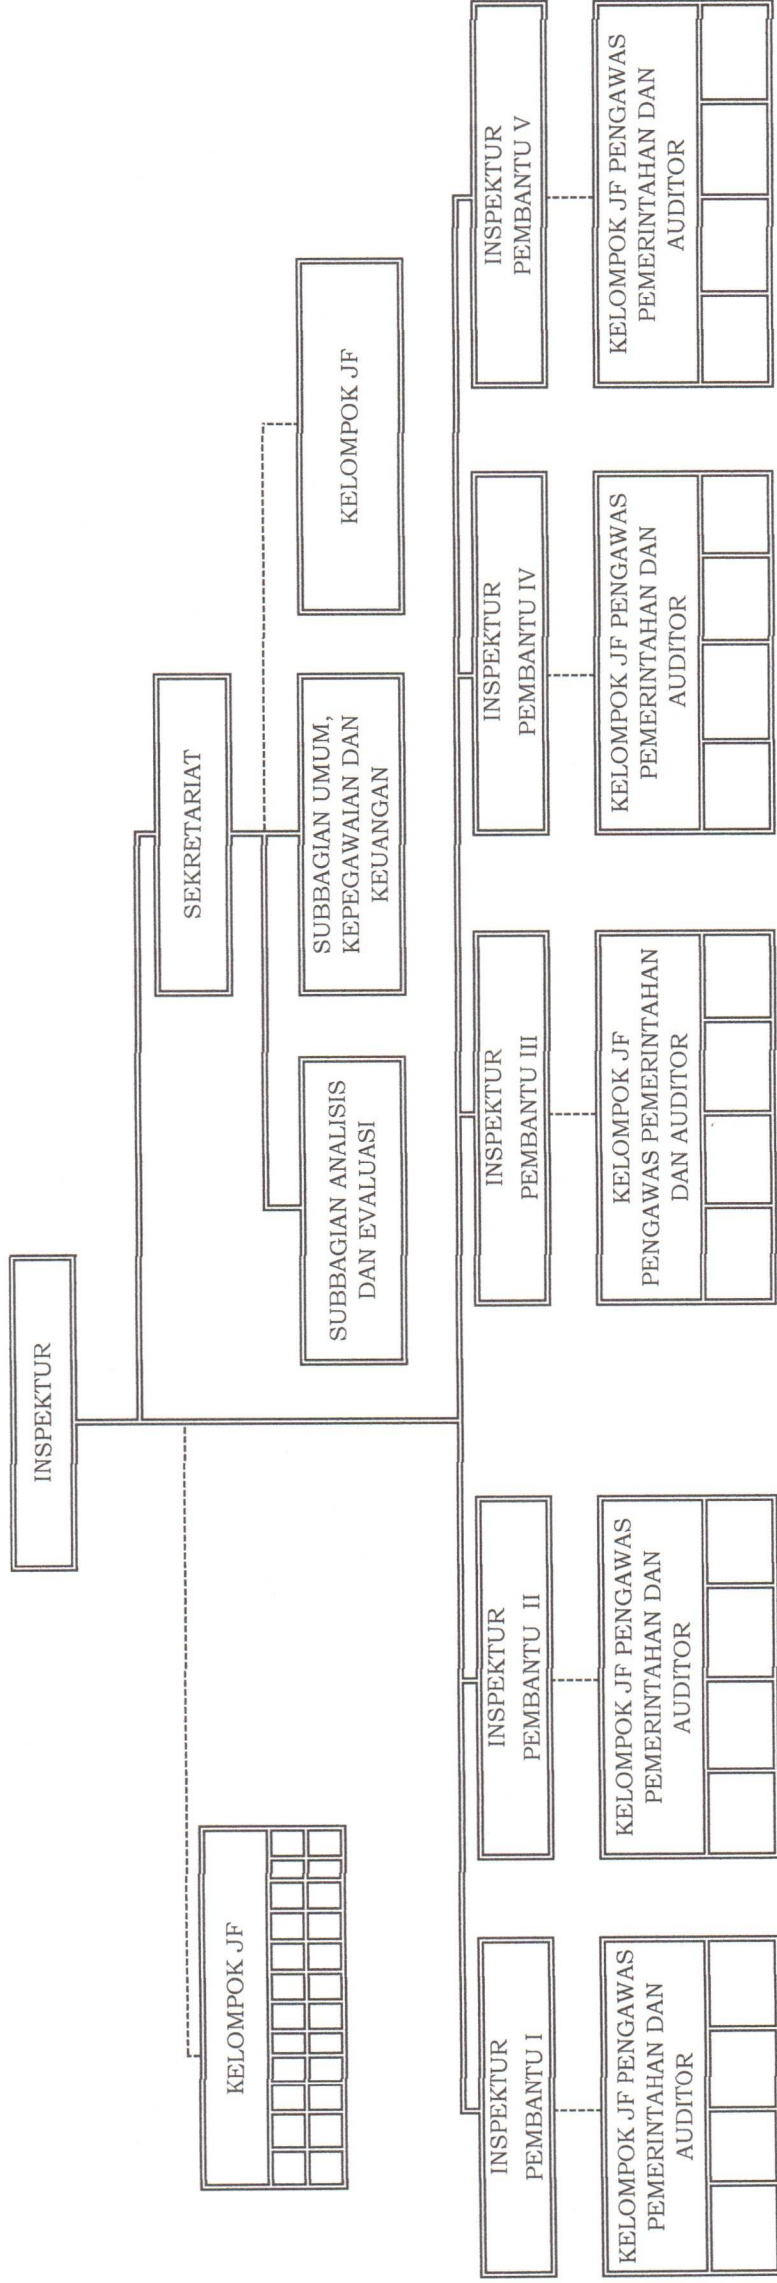 INSPEKTUR
SEKRETARIAT
KELOMPOK JF
SUBBAGIAN ANALISIS
DAN EVALUASI
SUBBAGIAN UMUM,
KEPEGAWAIAN DAN
KEUANGAN
KELOMPOK JF
INSPEKTUR
PEMBANTU I
INSPEKTUR
PEMBANTU II
INSPEKTUR
PEMBANTU III
INSPEKTUR
PEMBANTU IV
INSPEKTUR
PEMBANTU V
KELOMPOK JF PENGAWAS
PEMERINTAHAN DAN
AUDITOR
KELOMPOK JF PENGAWAS
PEMERINTAHAN DAN
AUDITOR
KELOMPOK JF
PENGAWAS PEMERINTAHAN
DAN AUDITOR
KELOMPOK JF PENGAWAS
PEMERINTAHAN DAN
AUDITOR
KELOMPOK JF PENGAWAS
PEMERINTAHAN DAN
AUDITOR